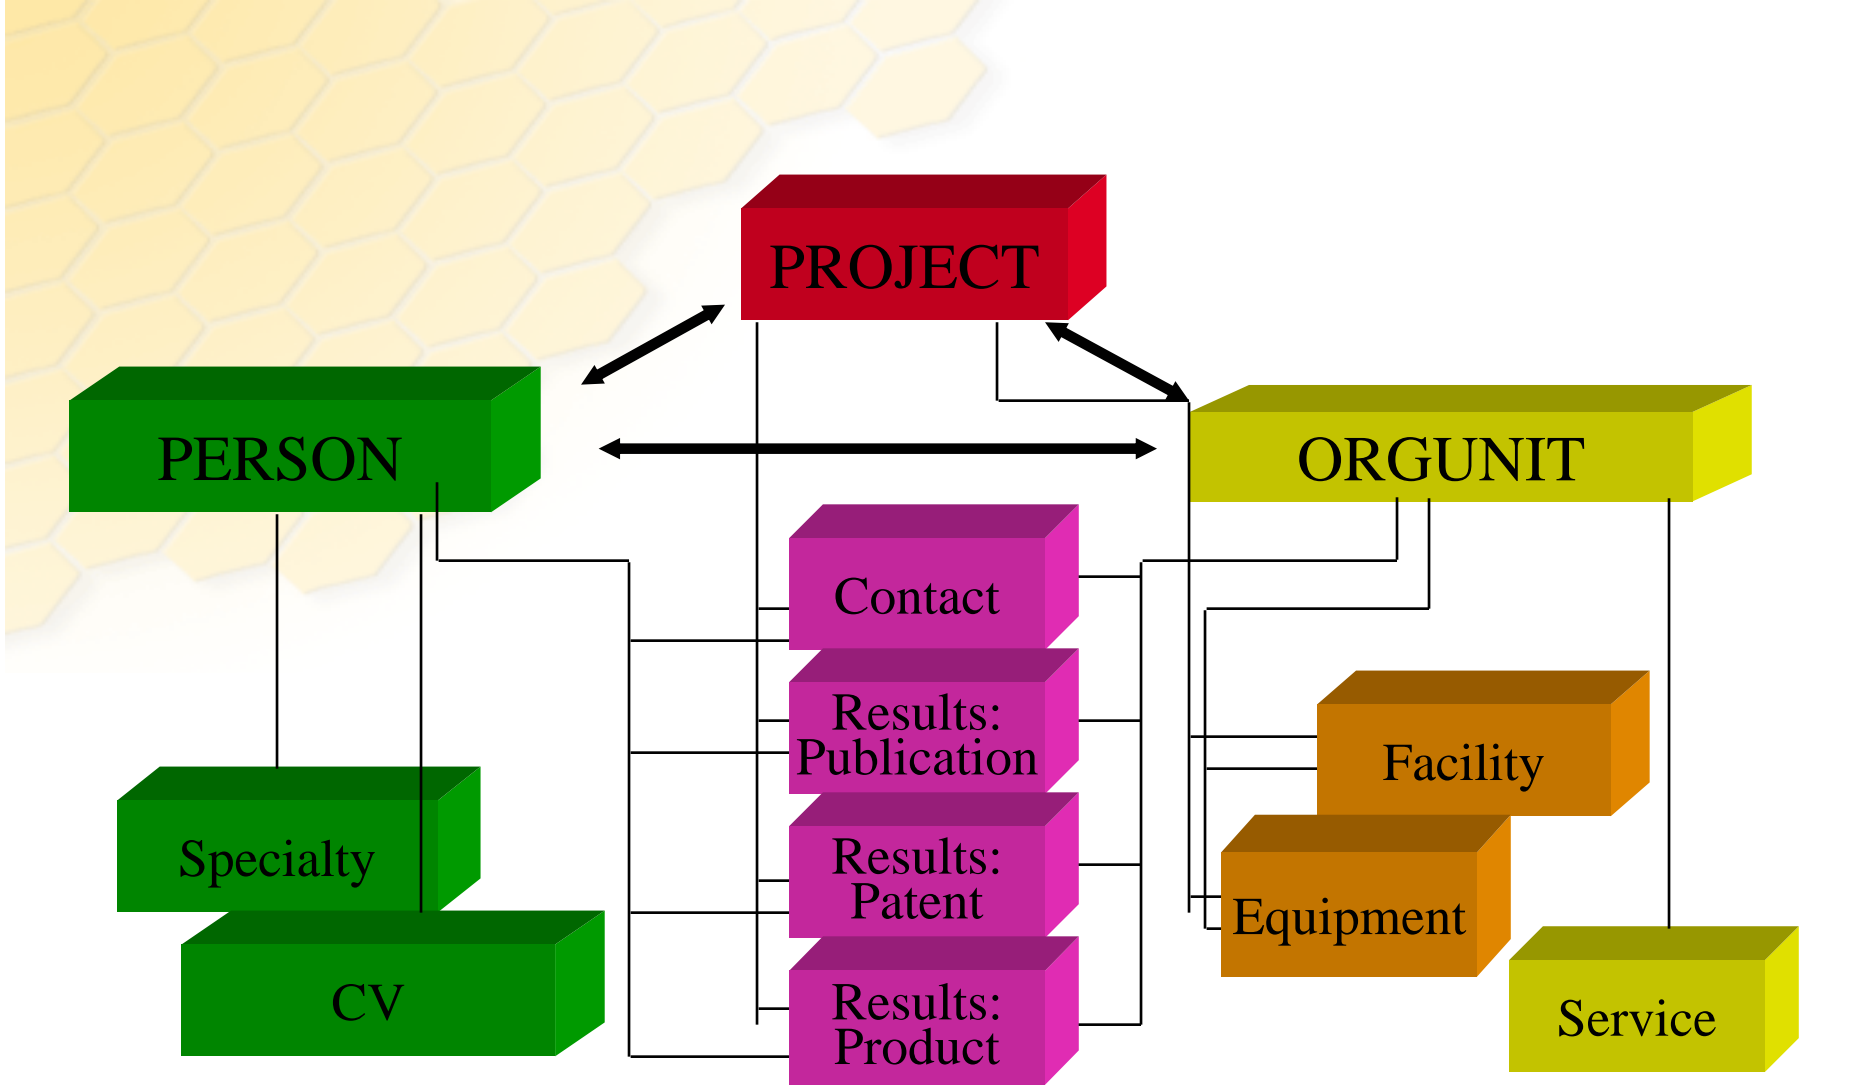 PROJECT
PERSON
ORGUNIT
Contact
Results:
Publication
Facility
Specialty
Results:
Patent
Equipment
CV
Results:
Product
Service